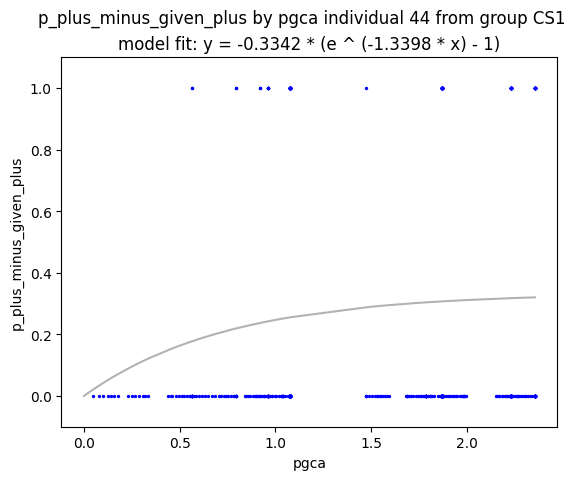 p_plus_minus_given_plus by pgca individual 44 from group CS1
model fit: y = -0.3342 * (e ^ (-1.3398 * x) - 1)
1.0
0.8
0.6
0.4
0.2
0.0
p_plus_minus_given_plus
0.0 0.5 1.0 1.5 2.0
pgca